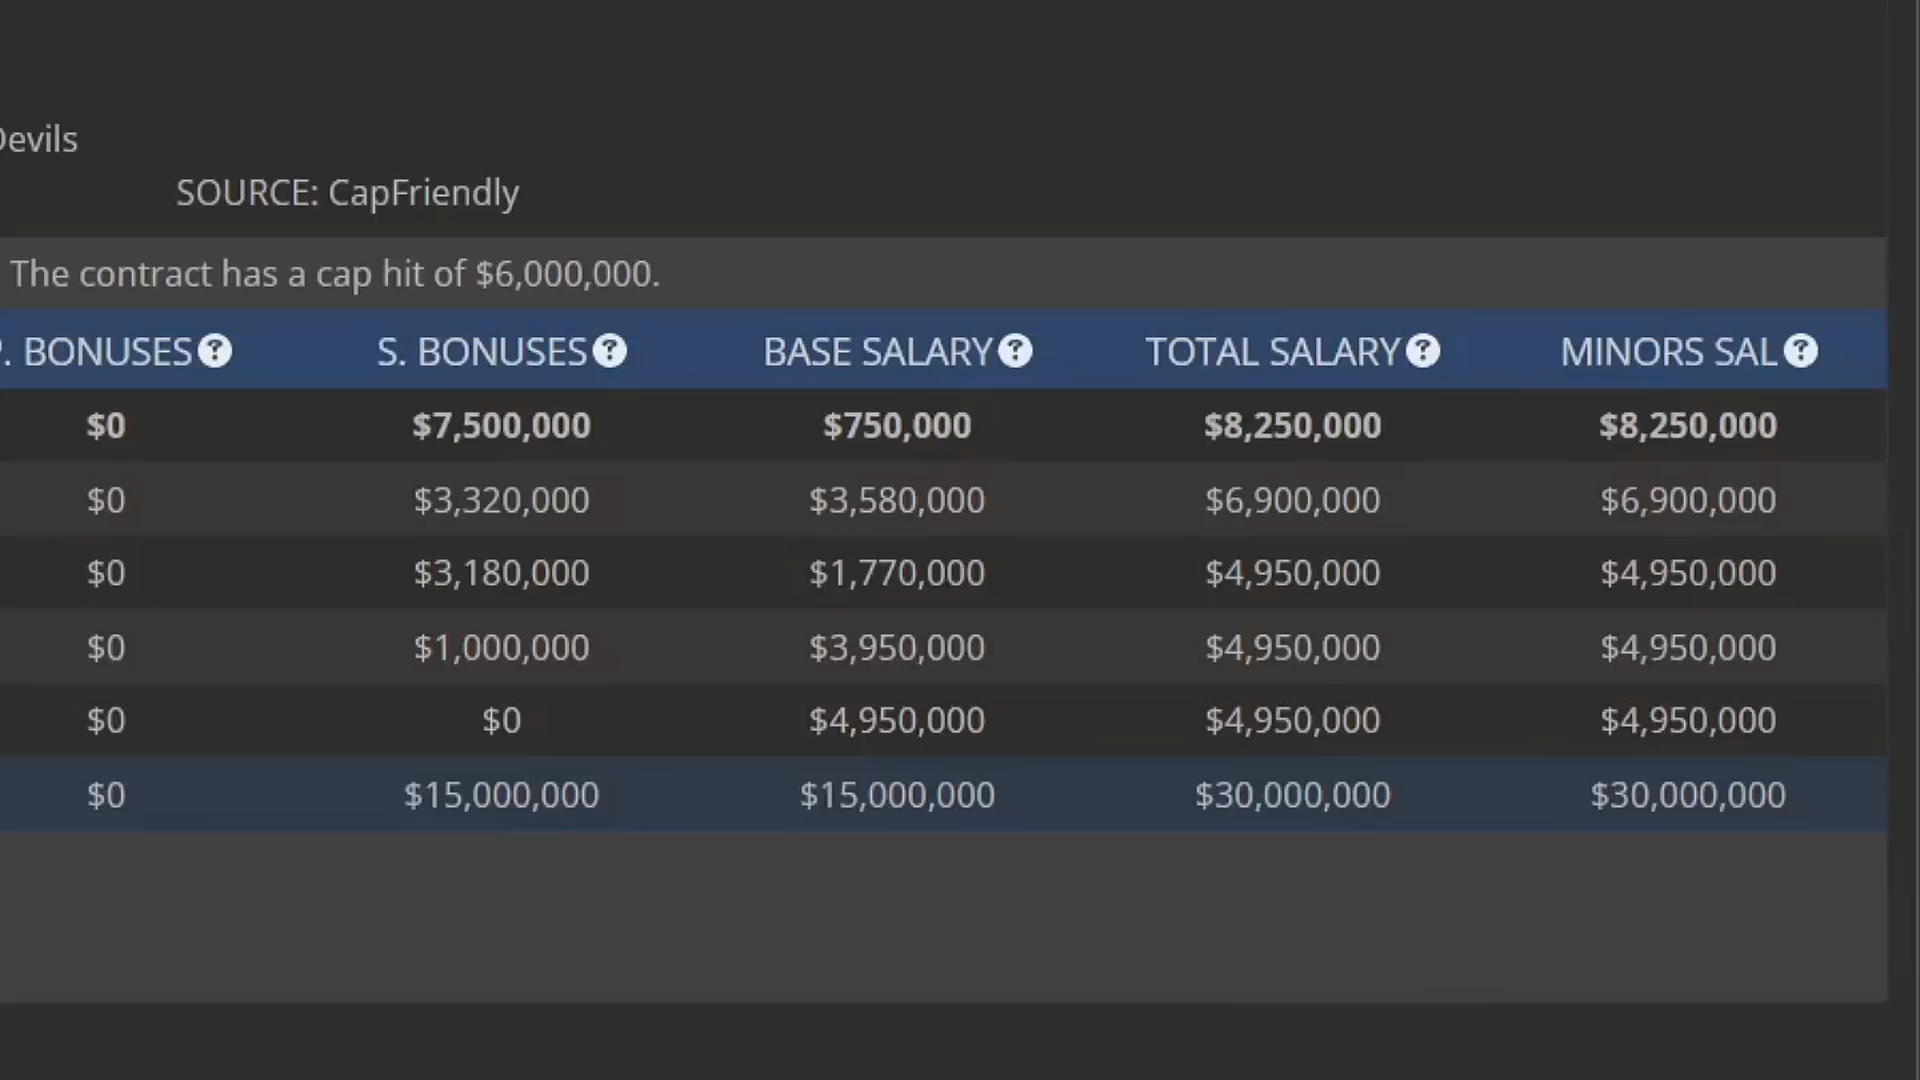 Devils
SOURCE: CapFriendly
The contract has a cap hit of $6,000,000.
P. BONUSES ? S. BONUSES ? BASE SALARY ? TOTAL SALARY ? MINORS SAL ?
$0 $7,500,000 $750,000 $8,250,000 $8,250,000
$0 $3,320,000 $3,580,000 $6,900,000 $6,900,000
$0 $3,180,000 $1,770,000 $4,950,000 $4,950,000
$0 $1,000,000 $3,950,000 $4,950,000 $4,950,000
$0 $0 $4,950,000 $4,950,000 $4,950,000
$0 $15,000,000 $15,000,000 $30,000,000 $30,000,000